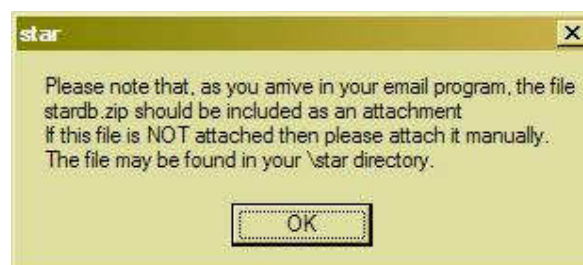 star
Please note that, as you arrive in your email program, the file
stardb.zip should be included as an attachment
If this file is NOT attached then please attach it manually.
The file may be found in your \star directory.
OK